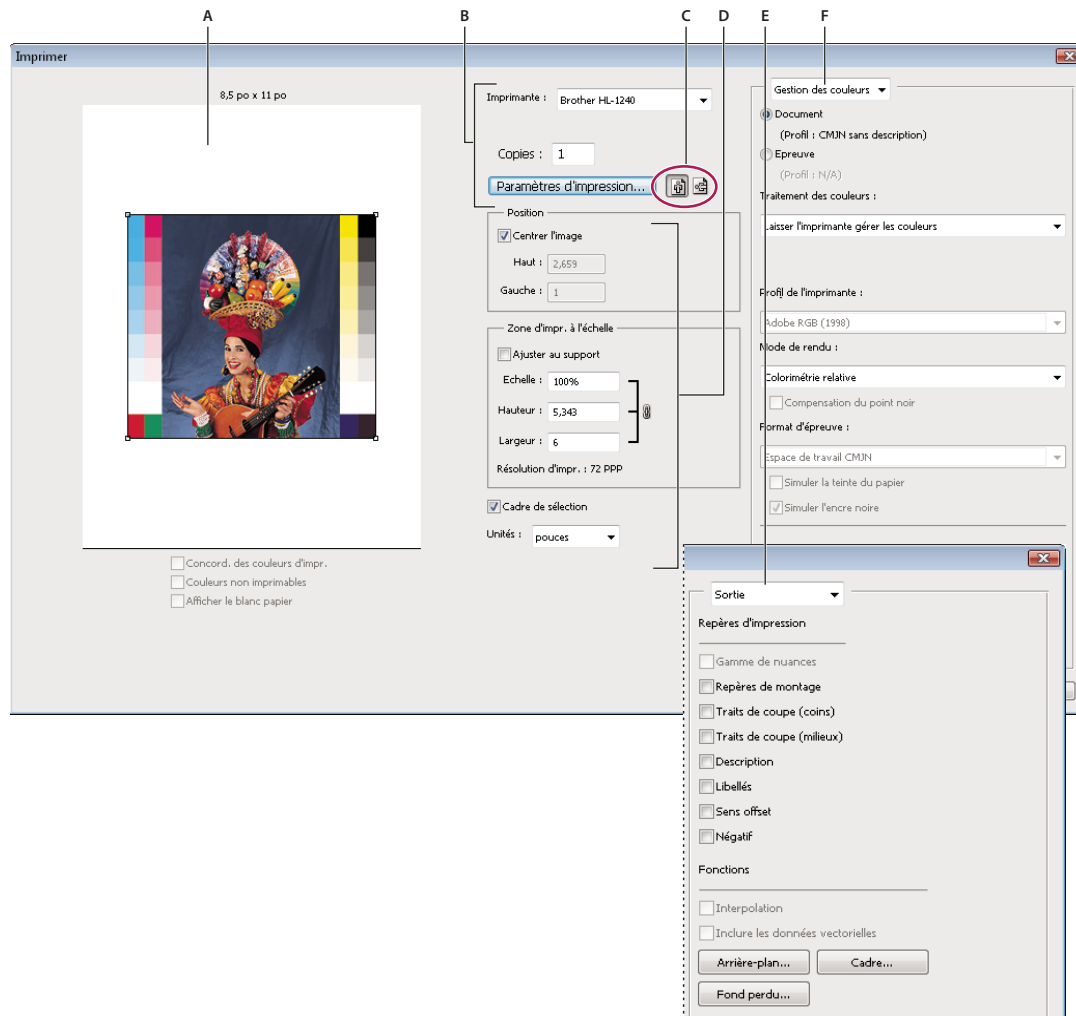 A B C D E F
Imprimer
8,5 po x 11 po
Concord. des couleurs d'impr.
Couleurs non imprimables
Afficher le blanc papier
Imprimante : Brother HL-1240
Copies : 1
Paramètres d'impression...
Position
Centrer l'image
Haut : 2,659
Gauche : 1
Zone d'impr. à l'échelle
Ajuster au support
Echelle : 100%
Hauteur : 5,343
Largeur : 6
Résolution d'impr. : 72 PPP
Cadre de sélection
Unités : pouces
Gestion des couleurs
Document
(Profil : CMJN sans description)
Epreuve
(Profil : N/A)
Traitement des couleurs :
Laisser l'imprimante gérer les couleurs
Profil de l'imprimante :
Adobe RGB (1998)
Mode de rendu :
Colorimétrie relative
Compensation du point noir
Format d'épreuve :
Espace de travail CMJN
Simuler la teinte du papier
Simuler l'encre noire
Sortie
Repères d'impression
Gamme de nuances
Repères de montage
Traits de coupe (coins)
Traits de coupe (milieux)
Description
Libellés
Sens offset
Négatif
Fonctions
Interpolation
Inclure les données vectorielles
Arrière-plan... Cadre...
Fond perdu...